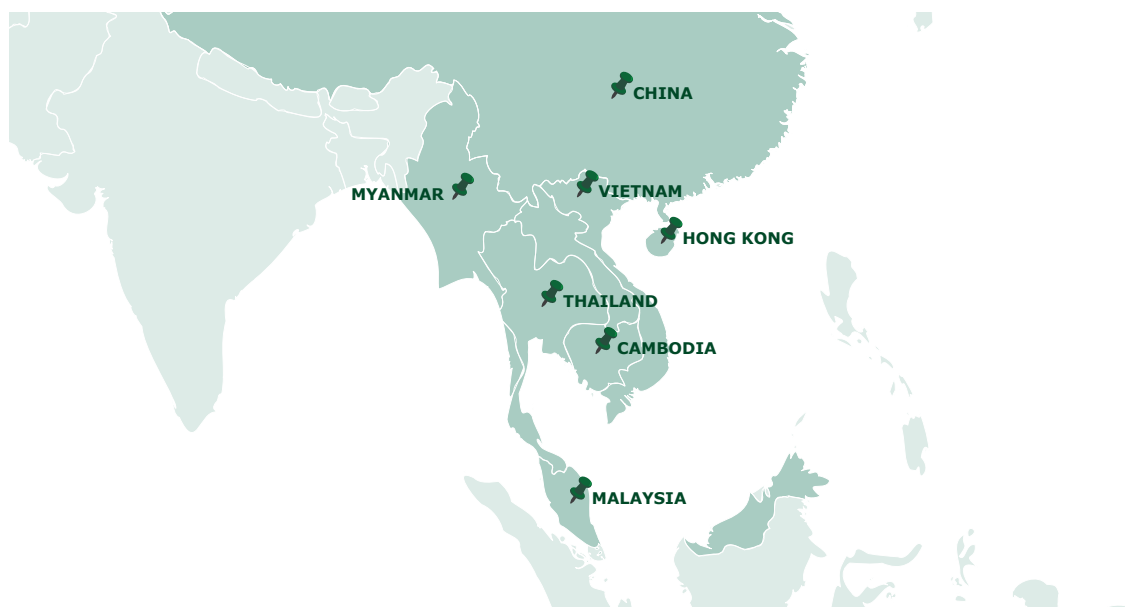 CHINA
MYANMAR
VIETNAM
HONG KONG
THAILAND
CAMBODIA
MALAYSIA